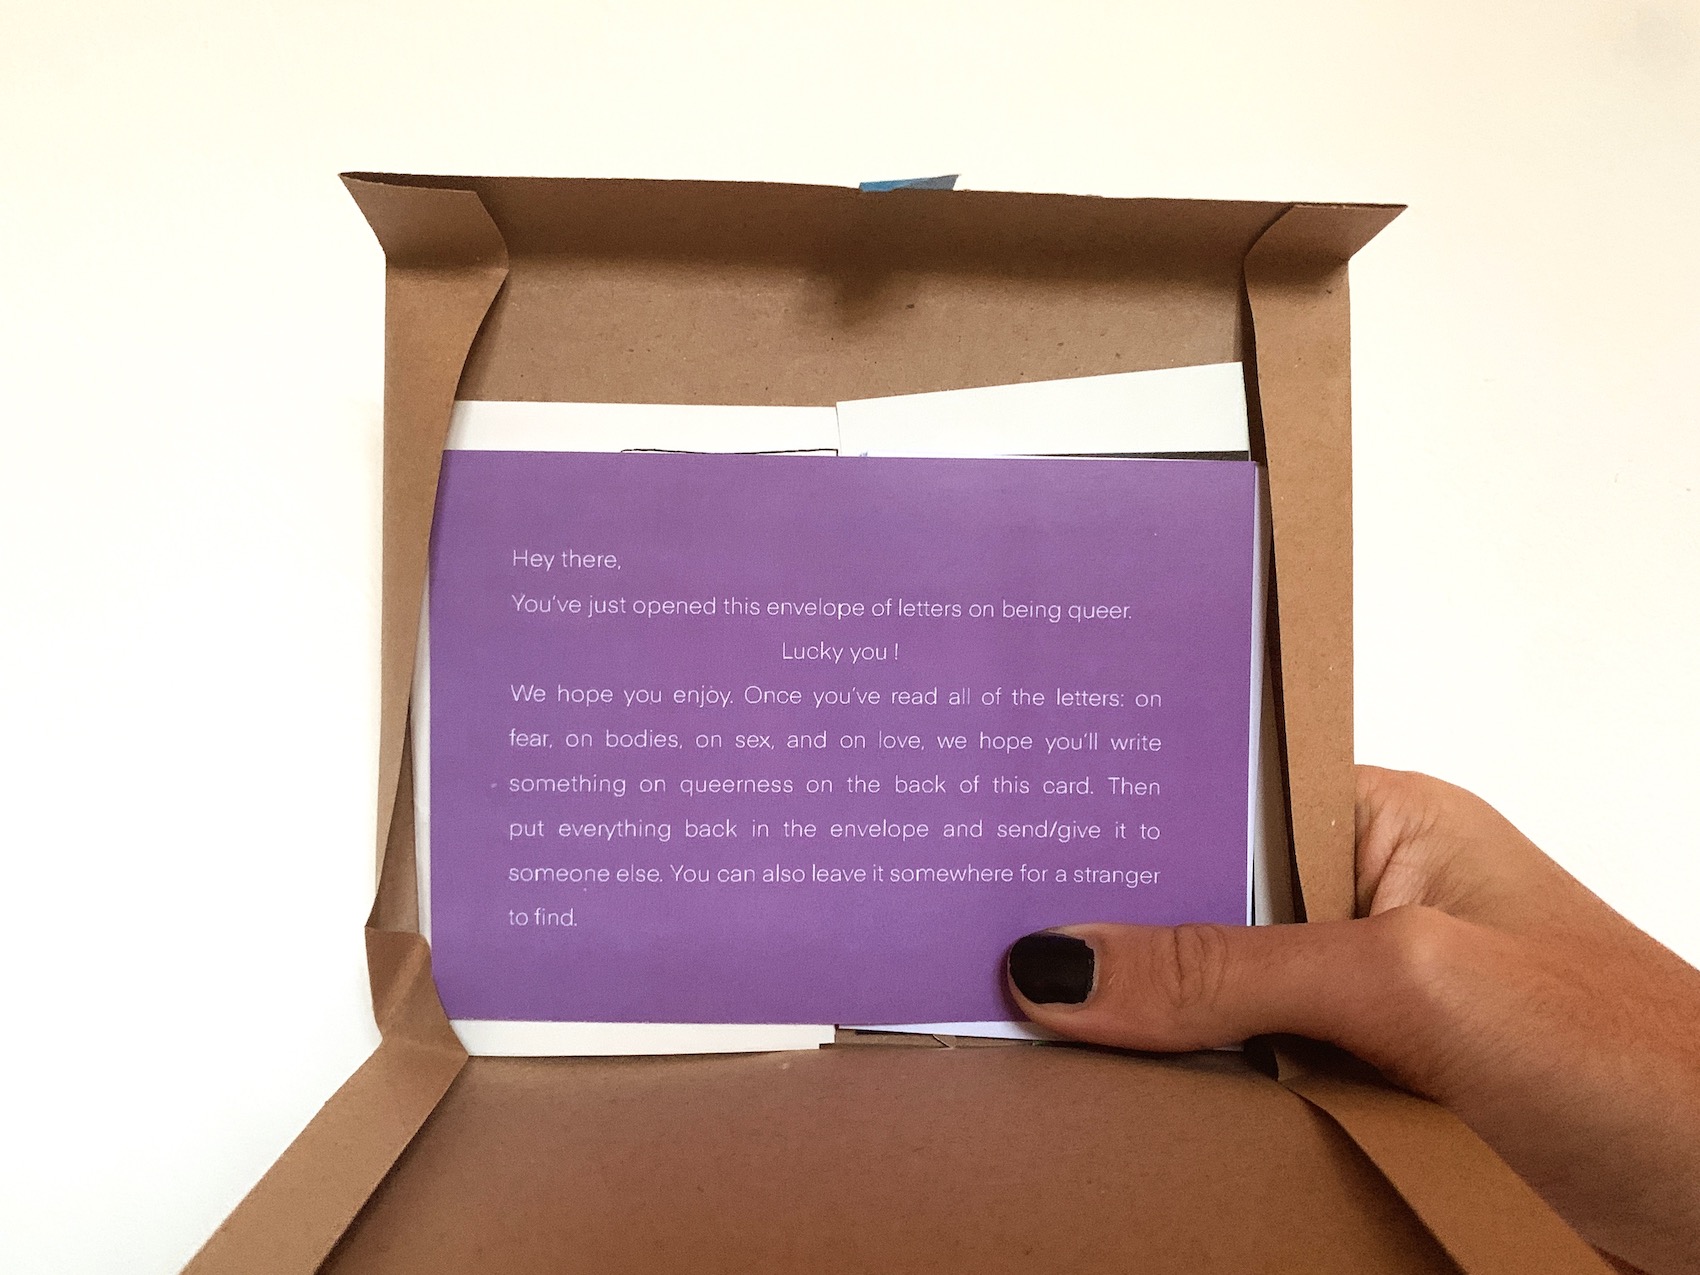 Hey there,
You've just opened this envelope of letters on being queer.
Lucky you !
We hope you enjoy. Once you've read all of the letters: on
fear, on bodies, on sex, and on love, we hope you'll write
something on queerness on the back of this card. Then
put everything back in the envelope and send/give it to
someone else. You can also leave it somewhere for a stranger
to find.